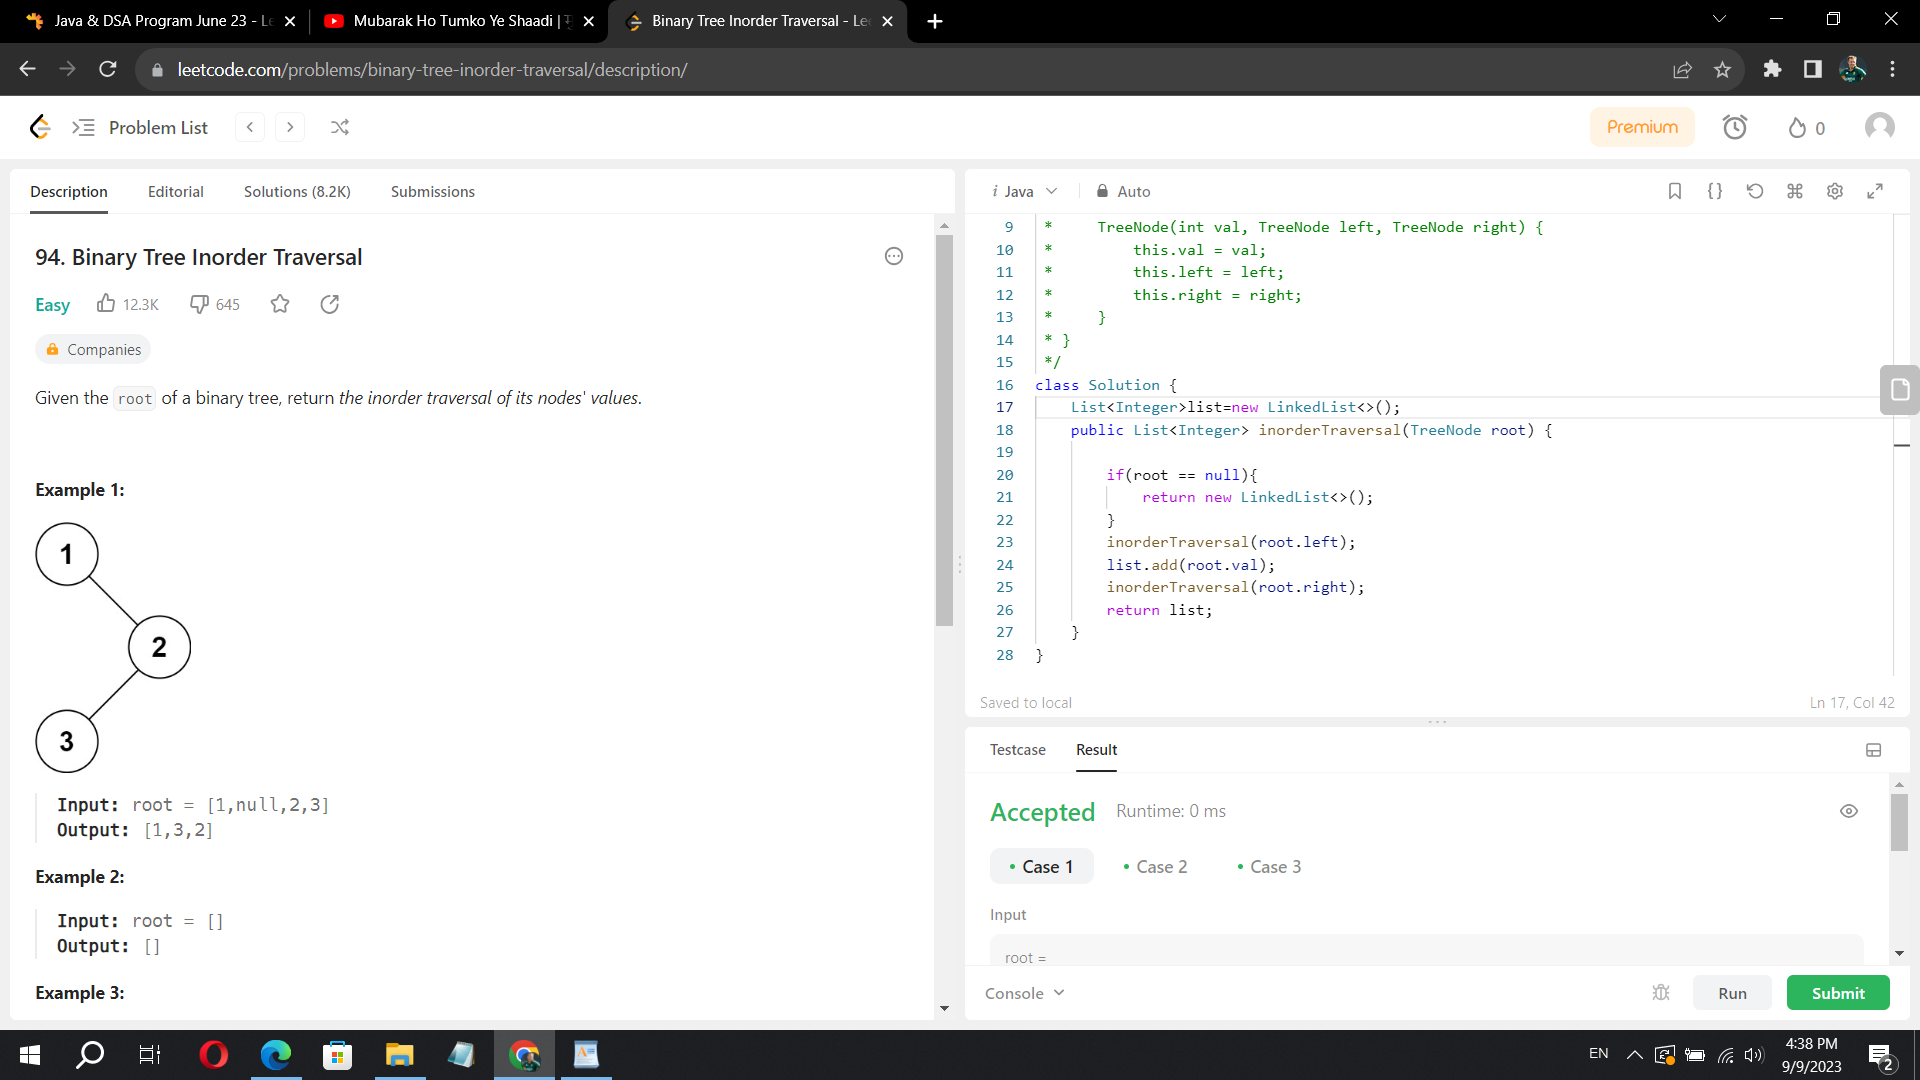 Java & DSA Program June 23 - Le
Mubarak Ho Tumko Ye Shaadi |
Binary Tree Inorder Traversal - Lee
leetcode.com/problems/binary-tree-inorder-traversal/description/
Problem List
Premium
0
Description
Editorial
Solutions (8.2K)
Submissions
94. Binary Tree Inorder Traversal
Easy
12.3K
645
Companies
Given the root of a binary tree, return the inorder traversal of its nodes' values.
Example 1:
1
2
3
Input: root = [1,null,2,3]
Output: [1,3,2]
Example 2:
Input: root = []
Output: []
Example 3:
i Java
Auto
9 * TreeNode(int val, TreeNode left, TreeNode right) {
10 * this.val = val;
11 * this.left = left;
12 * this.right = right;
13 * }
14 * }
15 */
16 class Solution {
17 List<Integer>list=new LinkedList<>();
18 public List<Integer> inorderTraversal(TreeNode root) {
19
20 if(root == null){
21 return new LinkedList<>();
22 }
23 inorderTraversal(root.left);
24 list.add(root.val);
25 inorderTraversal(root.right);
26 return list;
27 }
28 }
Saved to local
Ln 17, Col 42
Testcase
Result
Accepted
Runtime: 0 ms
• Case 1
• Case 2
• Case 3
Input
root =
Console
Run
Submit
EN
4:38 PM
9/9/2023
2